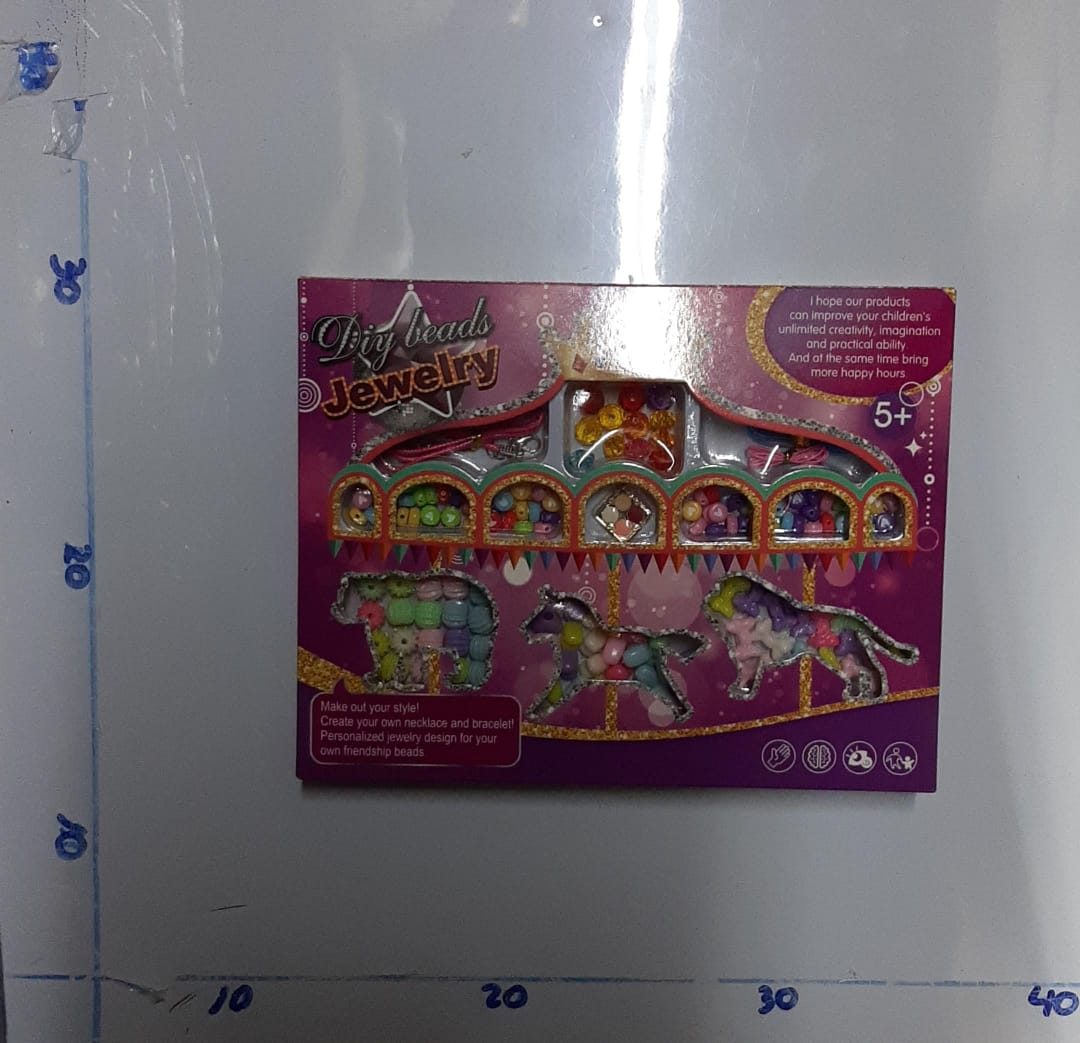 30
20
10
Diy beads
Jewelry
I hope our products
can improve your children's
unlimited creativity, imagination
and practical ability.
And at the same time bring
more happy hours.
5+
Make out your style!
Create your own necklace and bracelet!
Personalized jewelry design for your
own friendship beads
10
20
30
40